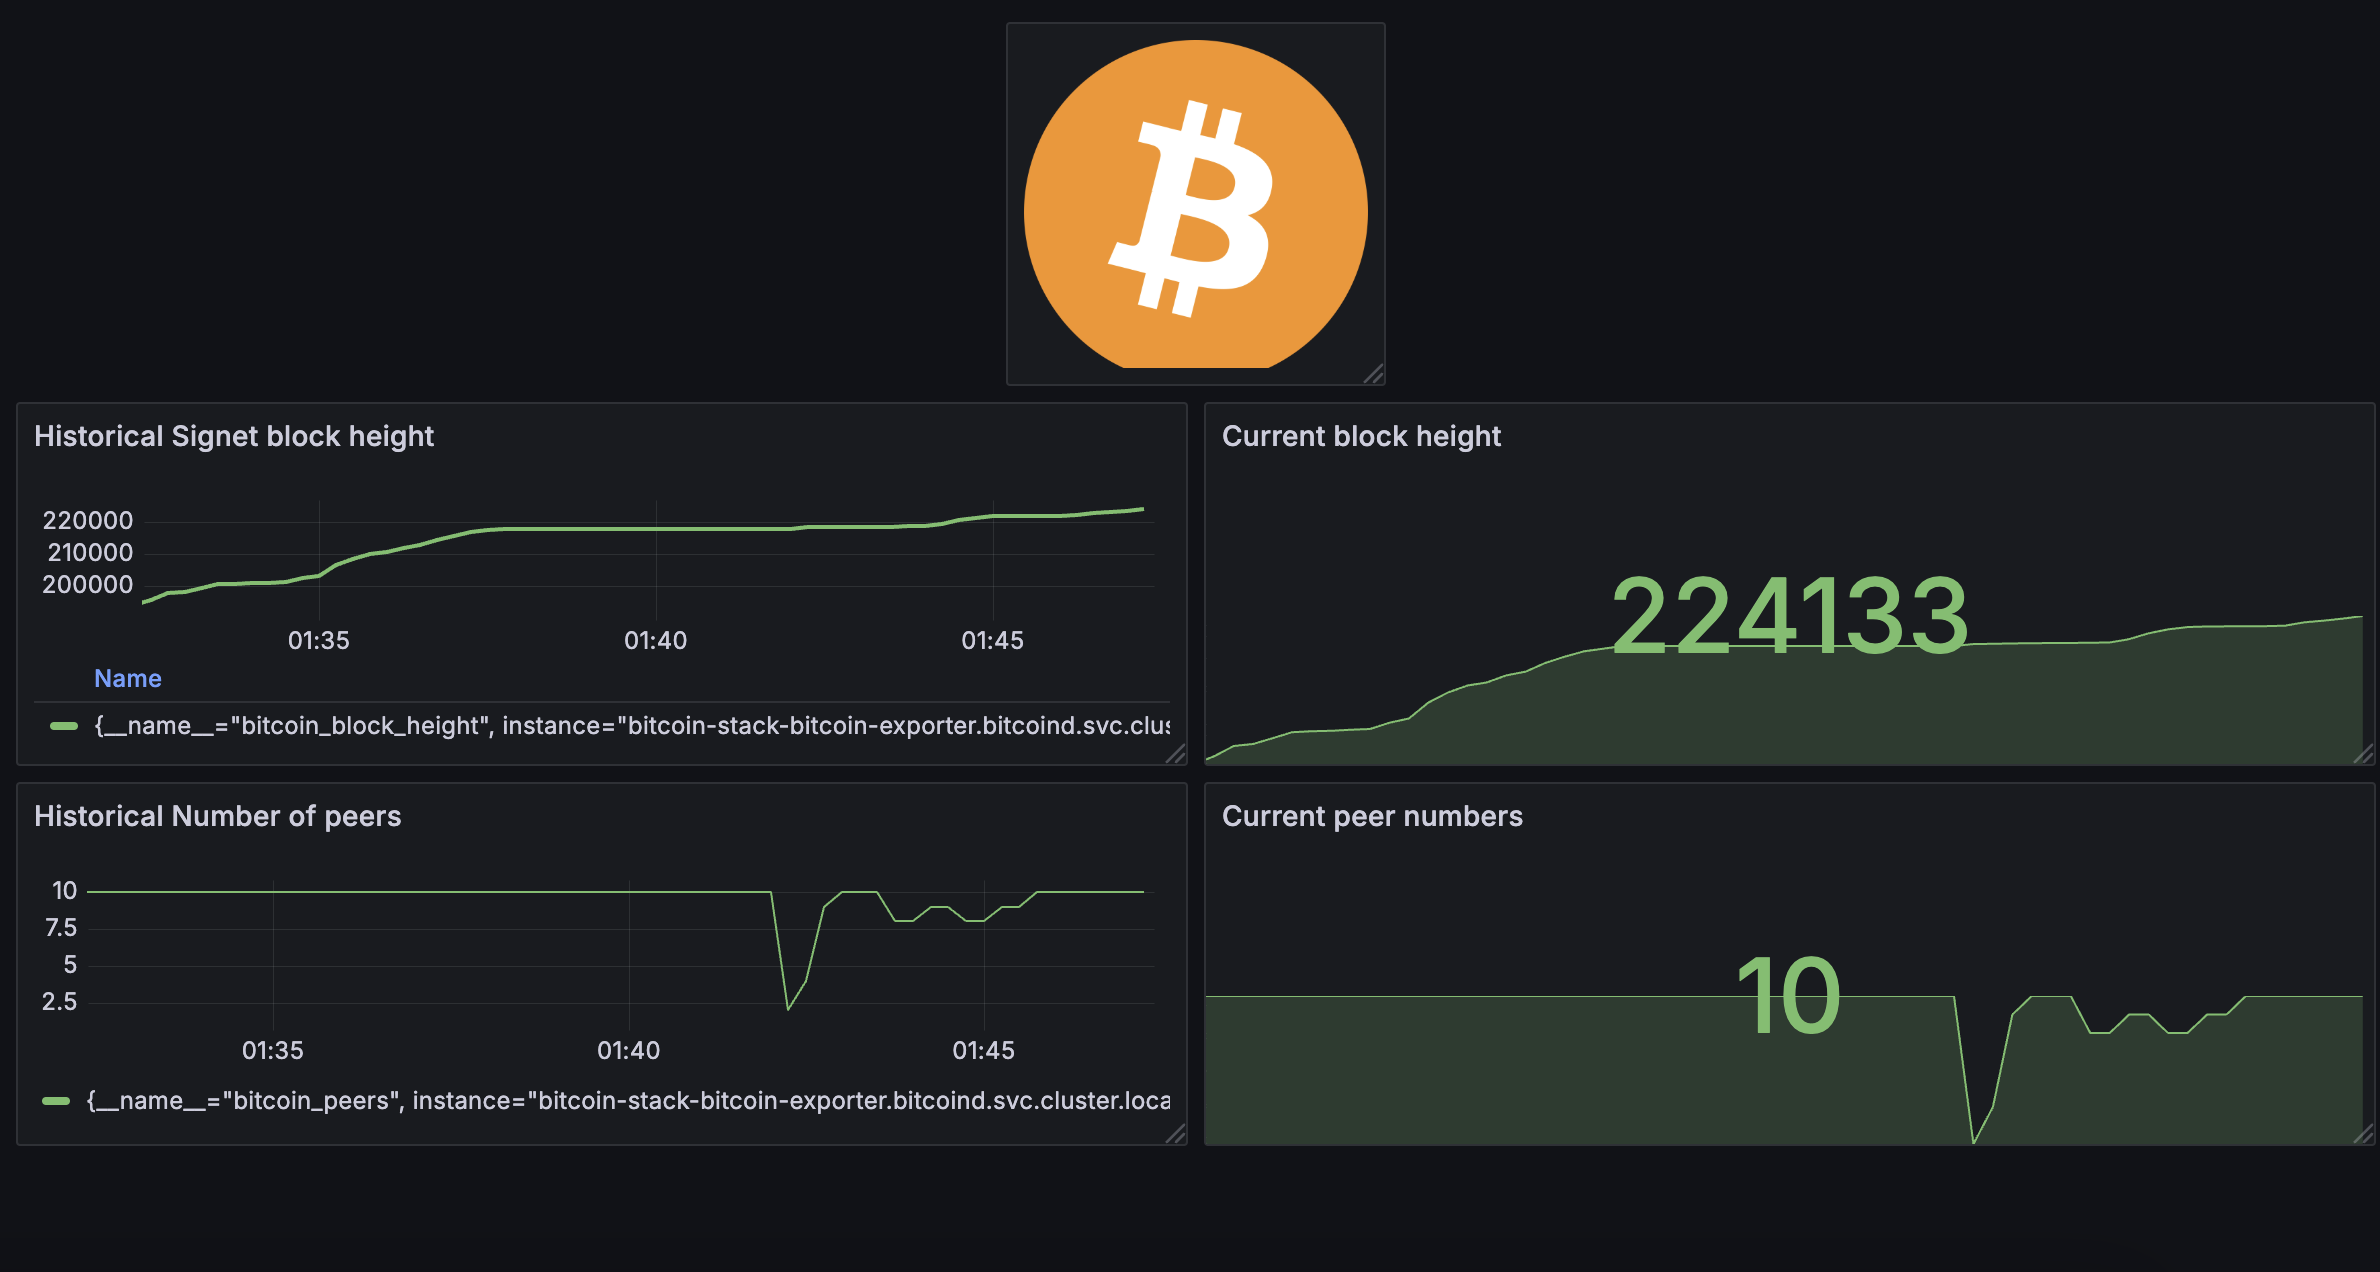 Historical Signet block height
220000
210000
200000
01:35 01:40 01:45
Name
{__name__="bitcoin_block_height", instance="bitcoin-stack-bitcoin-exporter.bitcoind.svc.clus
Current block height
224133
Historical Number of peers
10
7.5
5
2.5
01:35 01:40 01:45
{__name__="bitcoin_peers", instance="bitcoin-stack-bitcoin-exporter.bitcoind.svc.cluster.loca
Current peer numbers
10